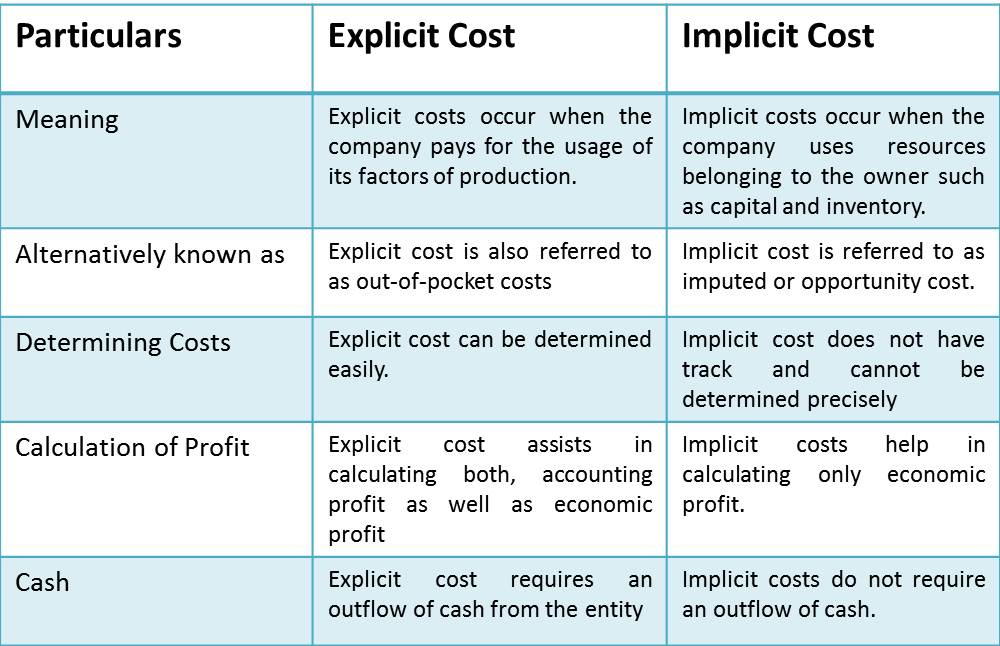 Particulars
Explicit Cost
Implicit Cost
Meaning
Explicit costs occur when the
company pays for the usage of
its factors of production.
Implicit costs occur when the
company uses resources
belonging to the owner such
as capital and inventory.
Alternatively known as
Explicit cost is also referred to
as out-of-pocket costs
Implicit cost is referred to as
imputed or opportunity cost.
Determining Costs
Explicit cost can be determined
easily.
Implicit cost does not have
track and cannot be
determined precisely
Calculation of Profit
Explicit cost assists in
calculating both, accounting
profit as well as economic
profit
Implicit costs help in
calculating only economic
profit.
Cash
Explicit cost requires an
outflow of cash from the entity
Implicit costs do not require
an outflow of cash.